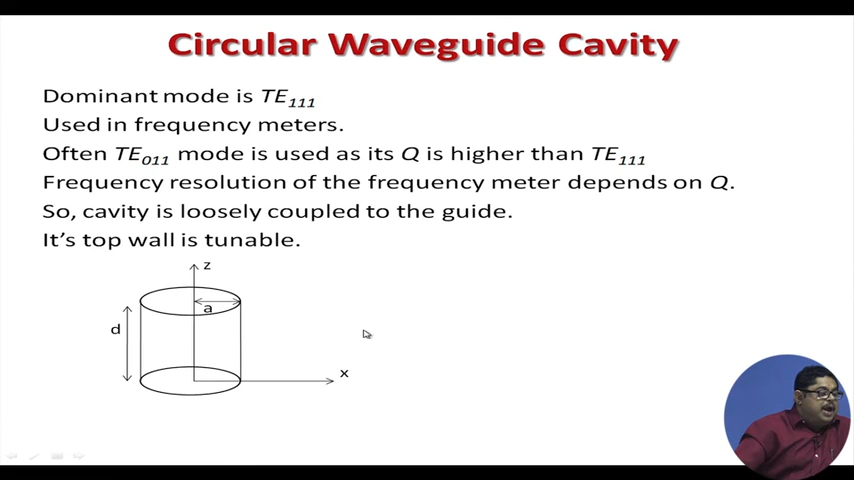 Circular Waveguide Cavity
Dominant mode is TE111
Used in frequency meters.
Often TE011 mode is used as its Q is higher than TE111
Frequency resolution of the frequency meter depends on Q.
So, cavity is loosely coupled to the guide.
It’s top wall is tunable.
z
a
d
x